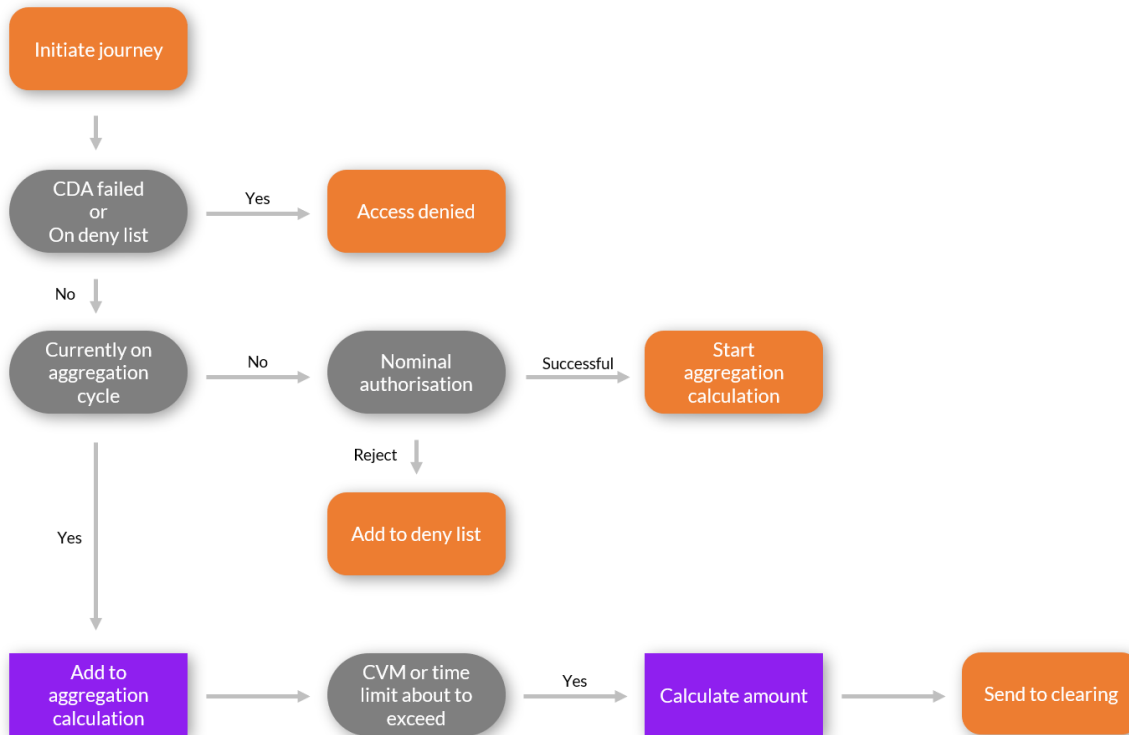 Initiate journey
CDA failed
or
On deny list
Yes
Access denied
No
Currently on
aggregation
cycle
No
Nominal
authorisation
Successful
Start
aggregation
calculation
Reject
Add to deny list
Yes
Add to
aggregation
calculation
CVM or time
limit about to
exceed
Yes
Calculate amount
Send to clearing